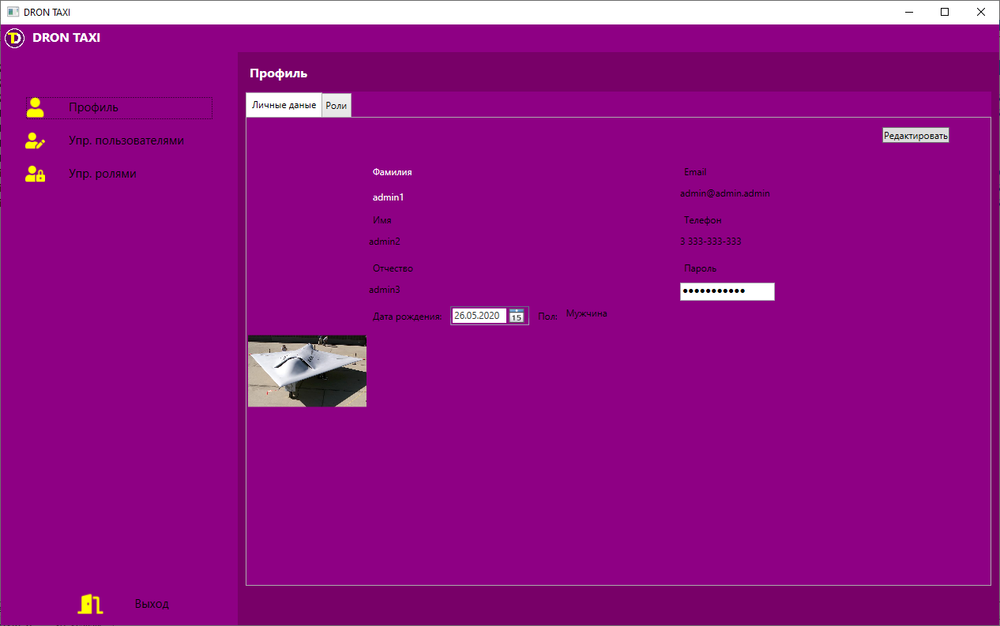 DRON TAXI
DRON TAXI
Профиль
Упр. пользователями
Упр. ролями
Выход
Профиль
Личные даные
Роли
Редактировать
Фамилия
admin1
Имя
admin2
Отчество
admin3
Дата рождения:
26.05.2020
15
Пол:
Мужчина
Email
admin@admin.admin
Телефон
3 333-333-333
Пароль
●●●●●●●●●●●